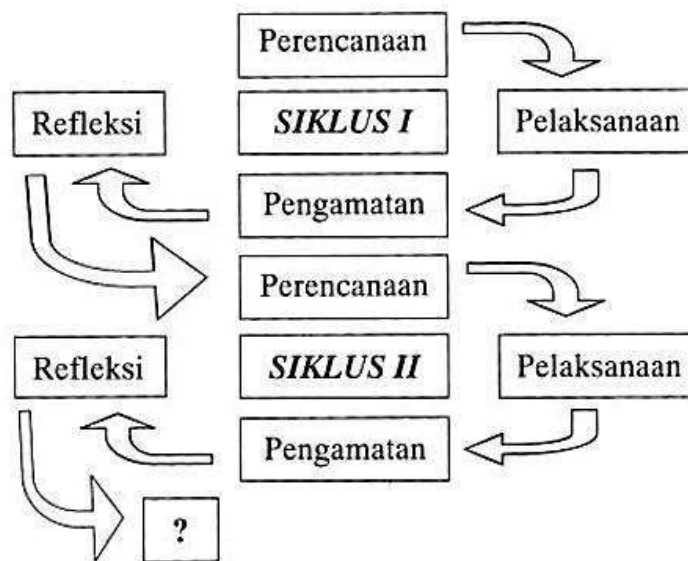 Perencanaan
Refleksi
SIKLUS I
Pelaksanaan
Pengamatan
Perencanaan
Refleksi
SIKLUS II
Pelaksanaan
Pengamatan
?